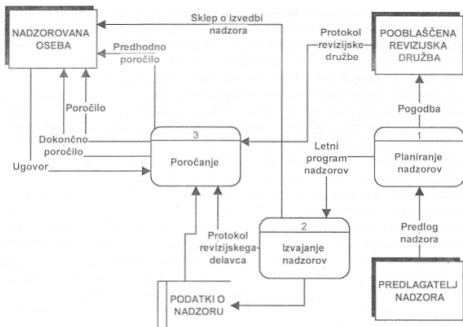 Sklep o izvedbi
nadzora
NADZOROVANA
OSEBA
Predhodno
poročilo
Protokol
revizijske
družbe
POOBLAŠČENA
REVIZIJSKA
DRUŽBA
Poročilo
Pogodba
Dokončno
poročilo
Ugovor
3
Poročanje
Letni
program
nadzorov
1
Planiranje
nadzorov
Protokol
revizijskega
delavca
2
Izvajanje
nadzorov
Predlog
nadzora
PODATKI O
NADZORU
PREDLAGATELJ
NADZORA